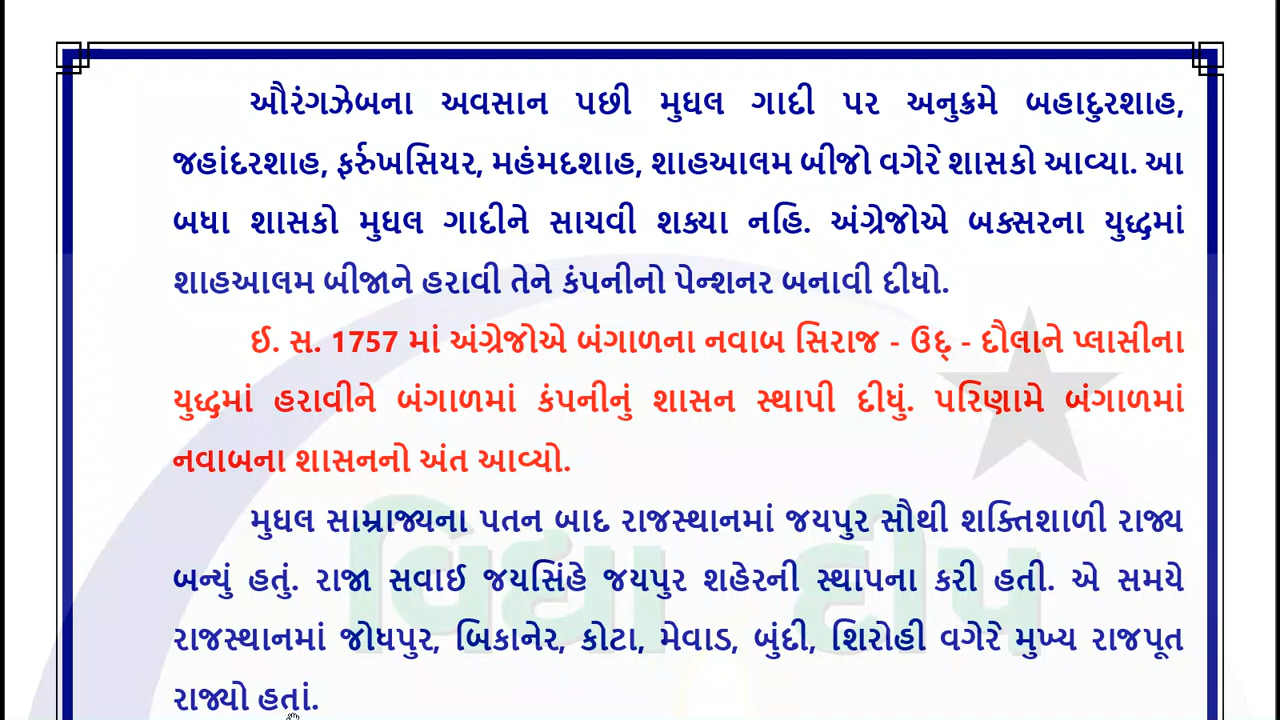 ઔરંગઝેબના અવસાન પછી મુઘલ ગાદી પર અનુક્રમે બહાદુરશાહ,
જહાંદરશાહ, ફર્રુખસિયર, મહંમદશાહ, શાહઆલમ બીજો વગેરે શાસકો આવ્યા. આ
બધા શાસકો મુઘલ ગાદીને સાચવી શક્યા નહિ. અંગ્રેજોએ બક્સરના યુદ્ધમાં
શાહઆલમ બીજાને હરાવી તેને કંપનીનો પેન્શનર બનાવી દીધો.
ઈ. સ. 1757 માં અંગ્રેજોએ બંગાળના નવાબ સિરાજ - ઉદ્ - દૌલાને પ્લાસીના
યુદ્ધમાં હરાવીને બંગાળમાં કંપનીનું શાસન સ્થાપી દીધું. પરિણામે બંગાળમાં
નવાબના શાસનનો અંત આવ્યો.
મુઘલ સામ્રાજ્યના પતન બાદ રાજસ્થાનમાં જયપુર સૌથી શક્તિશાળી રાજ્ય
બન્યું હતું. રાજા સવાઈ જયસિંહે જયપુર શહેરની સ્થાપના કરી હતી. એ સમયે
રાજસ્થાનમાં જોધપુર, બિકાનેર, કોટા, મેવાડ, બુંદી, શિરોહી વગેરે મુખ્ય રાજપૂત
રાજ્યો હતાં.
વિદ્યા દીપ